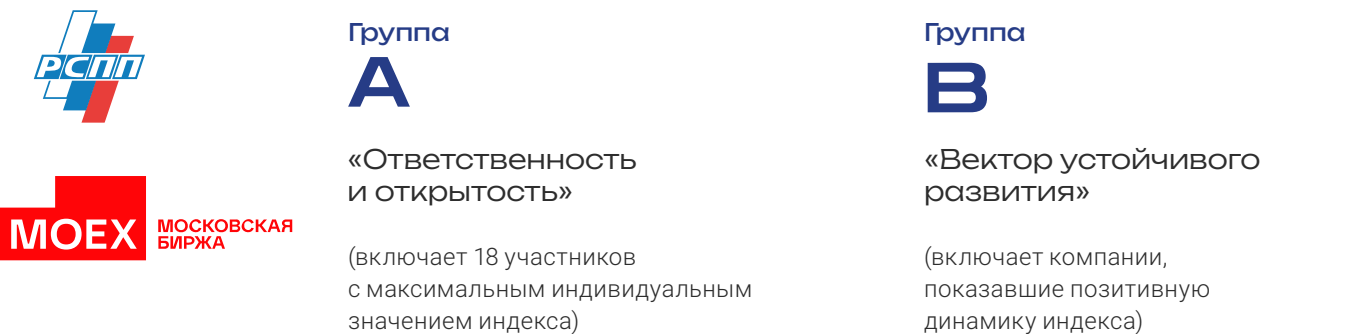 РСПП
MOEX МОСКОВСКАЯ
БИРЖА
Группа
A
«Ответственность
и открытость»
(включает 18 участников
с максимальным индивидуальным
значением индекса)
Группа
B
«Вектор устойчивого
развития»
(включает компании,
показавшие позитивную
динамику индекса)